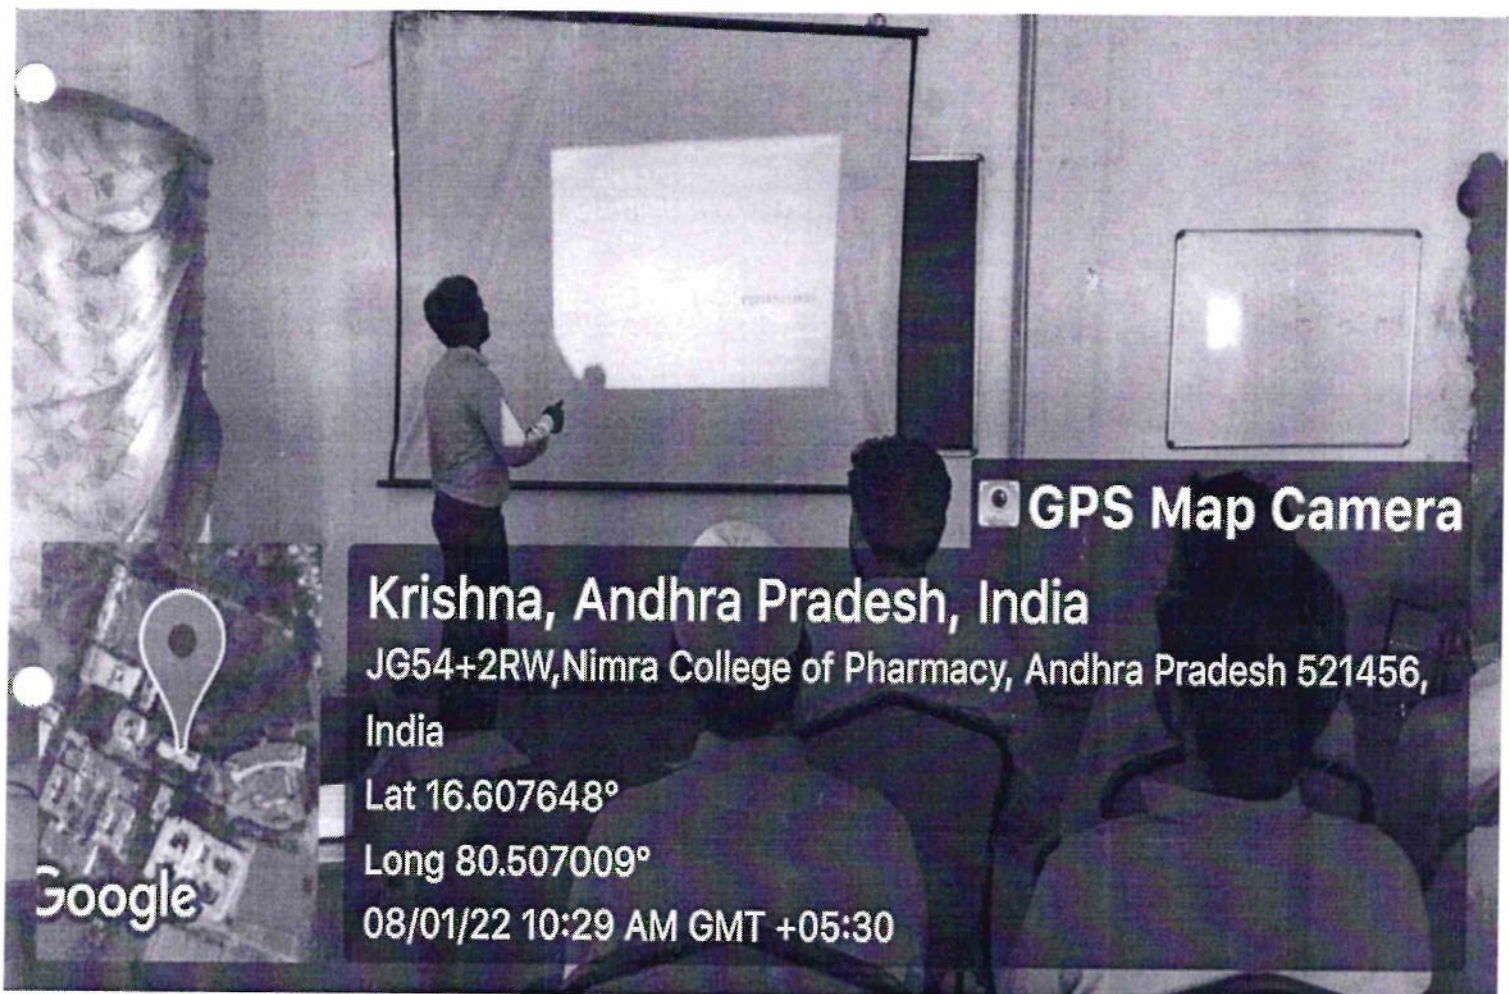 GPS Map Camera
Krishna, Andhra Pradesh, India
JG54+2RW,Nimra College of Pharmacy, Andhra Pradesh 521456,
India
Lat 16.607648°
Long 80.507009°
08/01/22 10:29 AM GMT +05:30
Google